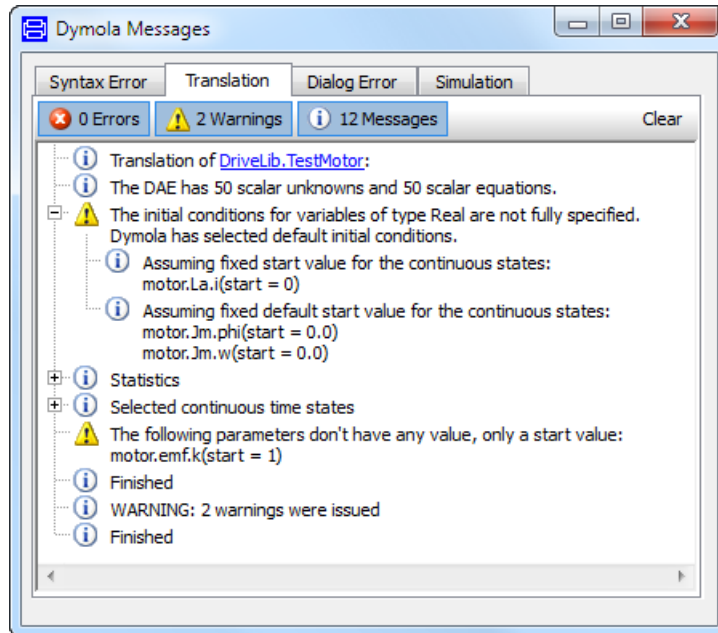 Dymola Messages
Syntax Error Translation Dialog Error Simulation
0 Errors 2 Warnings 12 Messages Clear
Translation of DriveLib.TestMotor:
The DAE has 50 scalar unknowns and 50 scalar equations.
The initial conditions for variables of type Real are not fully specified.
Dymola has selected default initial conditions.
Assuming fixed start value for the continuous states:
motor.La.i(start = 0)
Assuming fixed default start value for the continuous states:
motor.Jm.phi(start = 0.0)
motor.Jm.w(start = 0.0)
Statistics
Selected continuous time states
The following parameters don't have any value, only a start value:
motor.emf.k(start = 1)
Finished
WARNING: 2 warnings were issued
Finished